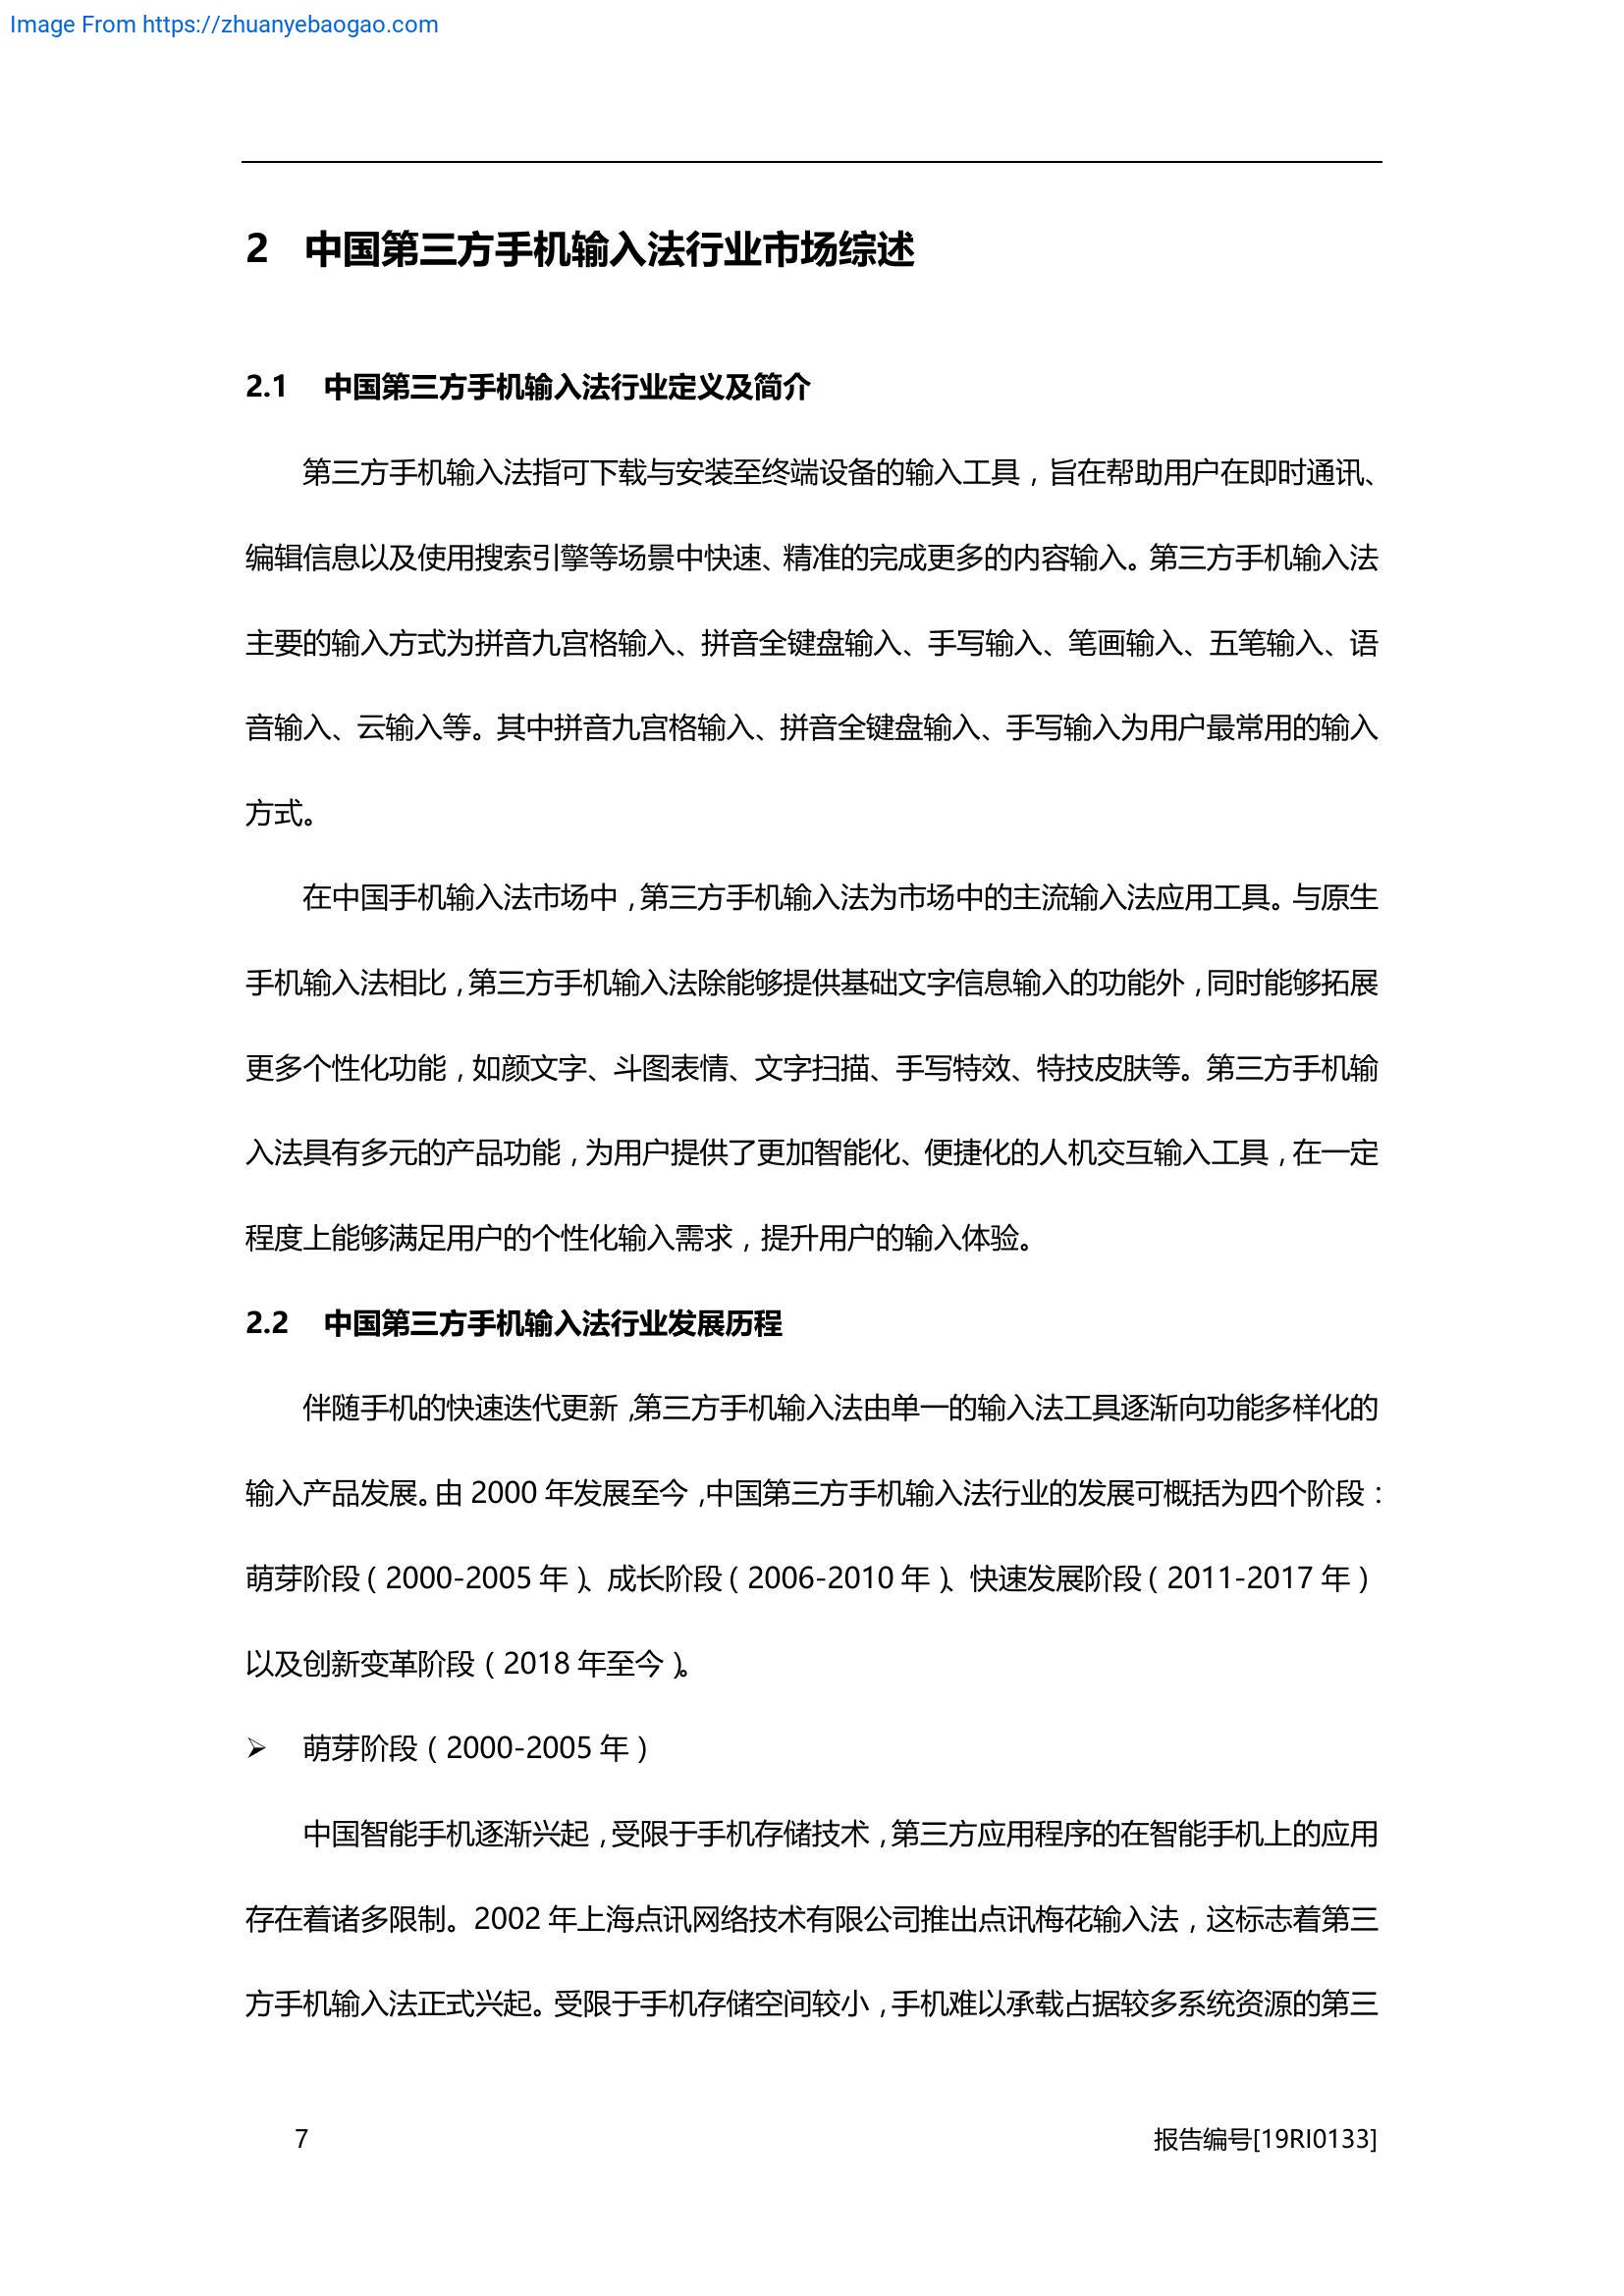 Image From https://zhuanyebaogao.com
2 中国第三方手机输入法行业市场综述
2.1 中国第三方手机输入法行业定义及简介
第三方手机输入法指可下载与安装至终端设备的输入工具，旨在帮助用户在即时通讯、
编辑信息以及使用搜索引擎等场景中快速、精准的完成更多的内容输入。第三方手机输入法
主要的输入方式为拼音九宫格输入、拼音全键盘输入、手写输入、笔画输入、五笔输入、语
音输入、云输入等。其中拼音九宫格输入、拼音全键盘输入、手写输入为用户最常用的输入
方式。
在中国手机输入法市场中，第三方手机输入法为市场中的主流输入法应用工具。与原生
手机输入法相比，第三方手机输入法除能够提供基础文字信息输入的功能外，同时能够拓展
更多个性化功能，如颜文字、斗图表情、文字扫描、手写特效、特技皮肤等。第三方手机输
入法具有多元的产品功能，为用户提供了更加智能化、便捷化的人机交互输入工具，在一定
程度上能够满足用户的个性化输入需求，提升用户的输入体验。
2.2 中国第三方手机输入法行业发展历程
伴随手机的快速迭代更新，第三方手机输入法由单一的输入法工具逐渐向功能多样化的
输入产品发展。由 2000 年发展至今，中国第三方手机输入法行业的发展可概括为四个阶段：
萌芽阶段（2000-2005 年）、成长阶段（2006-2010 年）、快速发展阶段（2011-2017 年）
以及创新变革阶段（2018 年至今）。
➢ 萌芽阶段（2000-2005 年）
中国智能手机逐渐兴起，受限于手机存储技术，第三方应用程序的在智能手机上的应用
存在着诸多限制。2002 年上海点讯网络技术有限公司推出点讯梅花输入法，这标志着第三
方手机输入法正式兴起。受限于手机存储空间较小，手机难以承载占据较多系统资源的第三
7 报告编号[19RI0133]